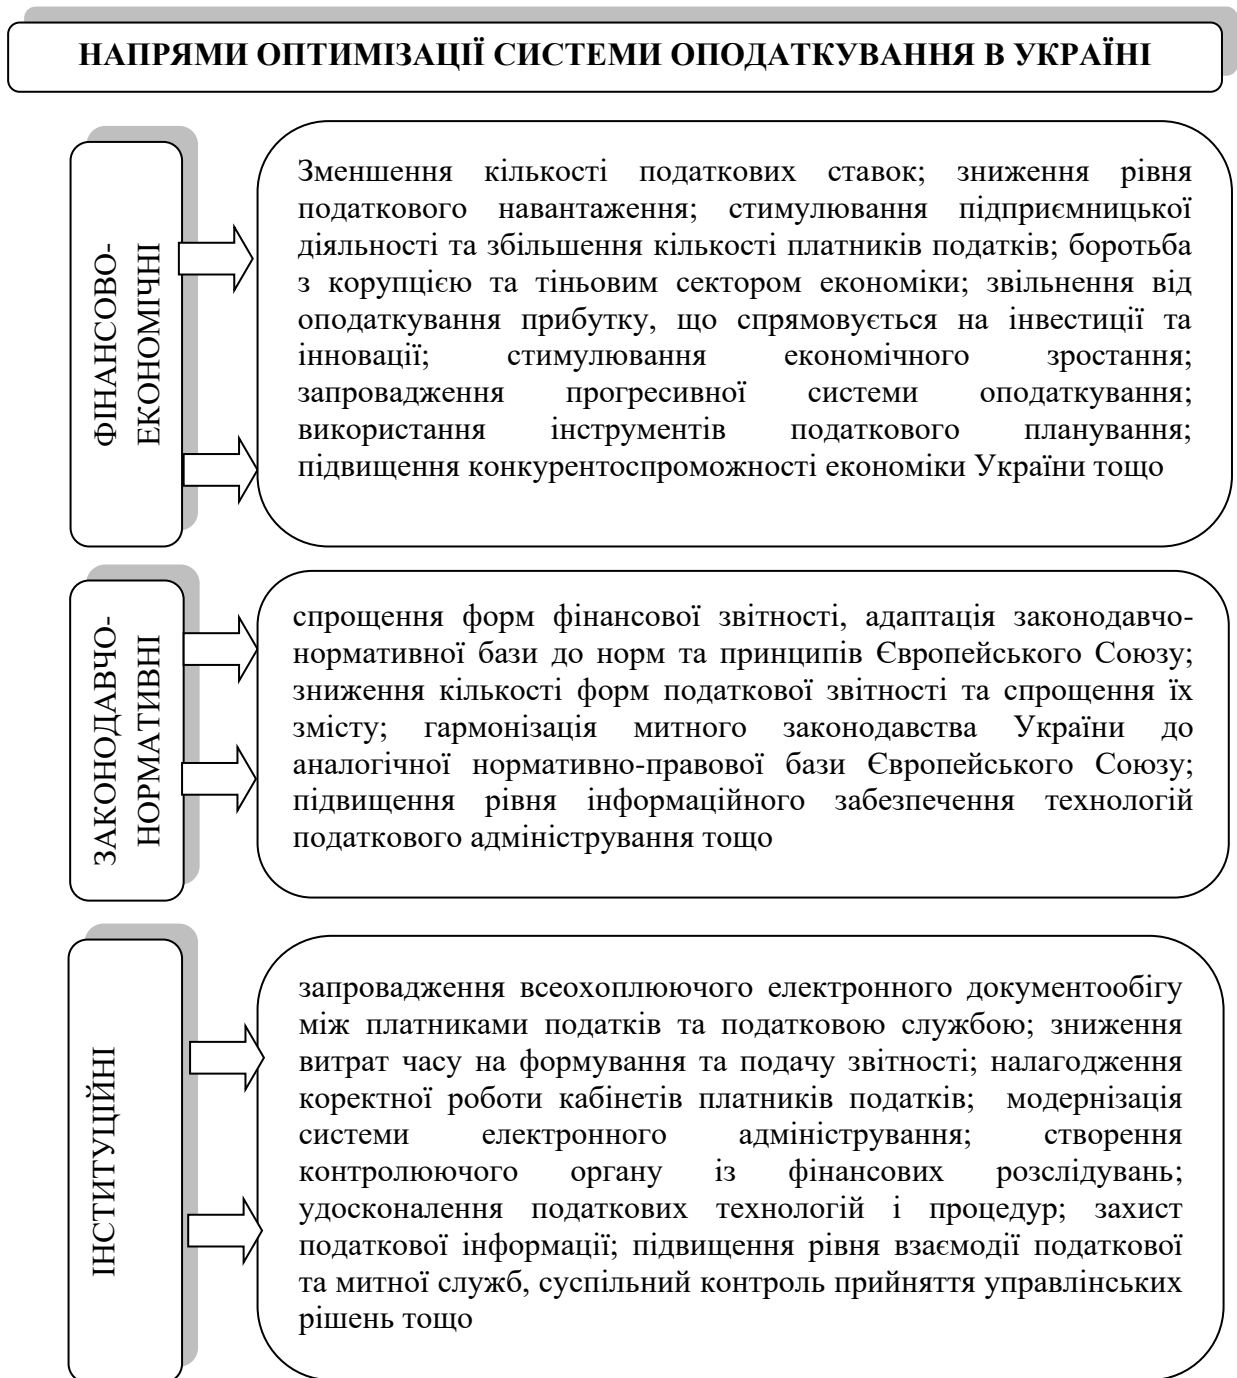 НАПРЯМИ ОПТИМІЗАЦІЇ СИСТЕМИ ОПОДАТКУВАННЯ В УКРАЇНІ
ФІНАНСОВО-
ЕКОНОМІЧНІ
Зменшення кількості податкових ставок; зниження рівня
податкового навантаження; стимулювання підприємницької
діяльності та збільшення кількості платників податків; боротьба
з корупцією та тіньовим сектором економіки; звільнення від
оподаткування прибутку, що спрямовується на інвестиції та
інновації; стимулювання економічного зростання;
запровадження прогресивної системи оподаткування;
використання інструментів податкового планування;
підвищення конкурентоспроможності економіки України тощо
ЗАКОНОДАВЧО-
НОРМАТИВНІ
спрощення форм фінансової звітності, адаптація законодавчо-
нормативної бази до норм та принципів Європейського Союзу;
зниження кількості форм податкової звітності та спрощення їх
змісту; гармонізація митного законодавства України до
аналогічної нормативно-правової бази Європейського Союзу;
підвищення рівня інформаційного забезпечення технологій
податкового адміністрування тощо
ІНСТИТУЦІЙНІ
запровадження всеохоплюючого електронного документообігу
між платниками податків та податковою службою; зниження
витрат часу на формування та подачу звітності; налагодження
коректної роботи кабінетів платників податків; модернізація
системи електронного адміністрування; створення
контролюючого органу із фінансових розслідувань;
удосконалення податкових технологій і процедур; захист
податкової інформації; підвищення рівня взаємодії податкової
та митної служб, суспільний контроль прийняття управлінських
рішень тощо